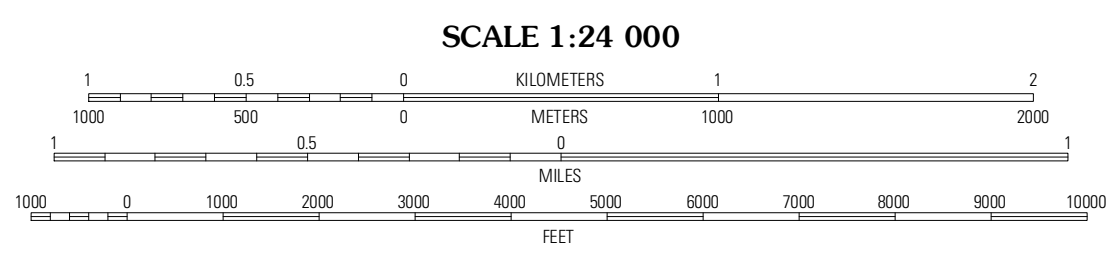 SCALE 1:24 000
1 0.5 0 KILOMETERS 1 2
1000 500 0 METERS 1000 2000
1 0.5 0 1
MILES
1000 0 1000 2000 3000 4000 5000 6000 7000 8000 9000 10000
FEET